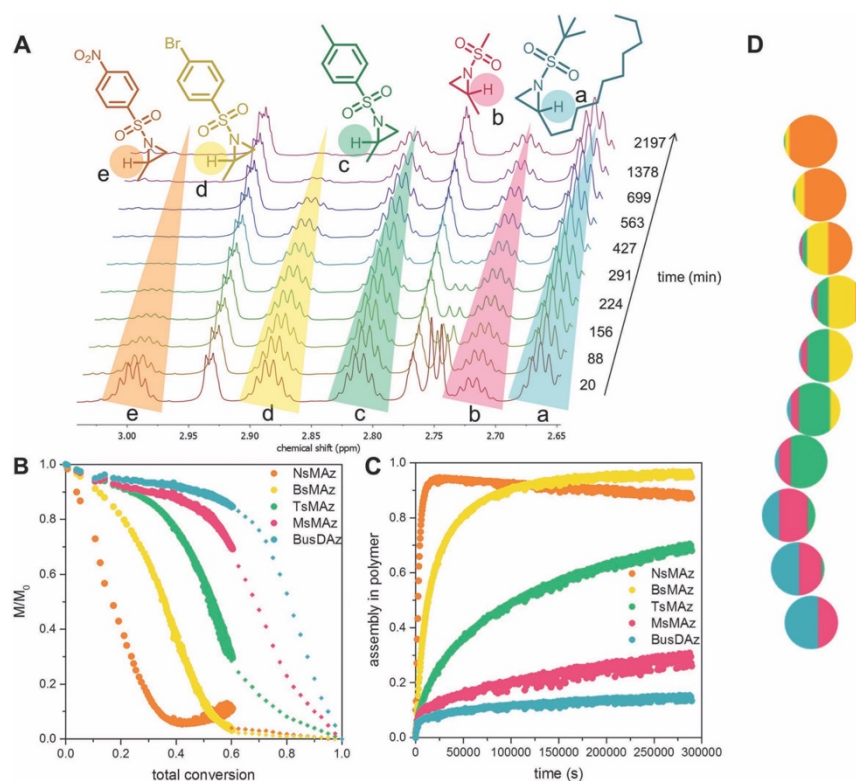 A
O₂N
S
O
O
N
H
e
Br
S
O
O
N
H
d
S
O
O
N
H
c
O
S
O
N
H
b
O
S
O
N
H
a
2197
1378
699
563
427
291
224
156
88
20
time (min)
e
d
c
b
a
3.00 2.95 2.90 2.85 2.80 2.75 2.70 2.65
chemical shift (ppm)
B
1.0
0.8
0.6
0.4
0.2
0.0
M/M₀
NsMAz
BsMAz
TsMAz
MsMAz
BusDAz
0.0 0.2 0.4 0.6 0.8 1.0
total conversion
C
1.0
0.8
0.6
0.4
0.2
0.0
assembly in polymer
NsMAz
BsMAz
TsMAz
MsMAz
BusDAz
0 50000 100000 150000 200000 250000 300000
time (s)
D